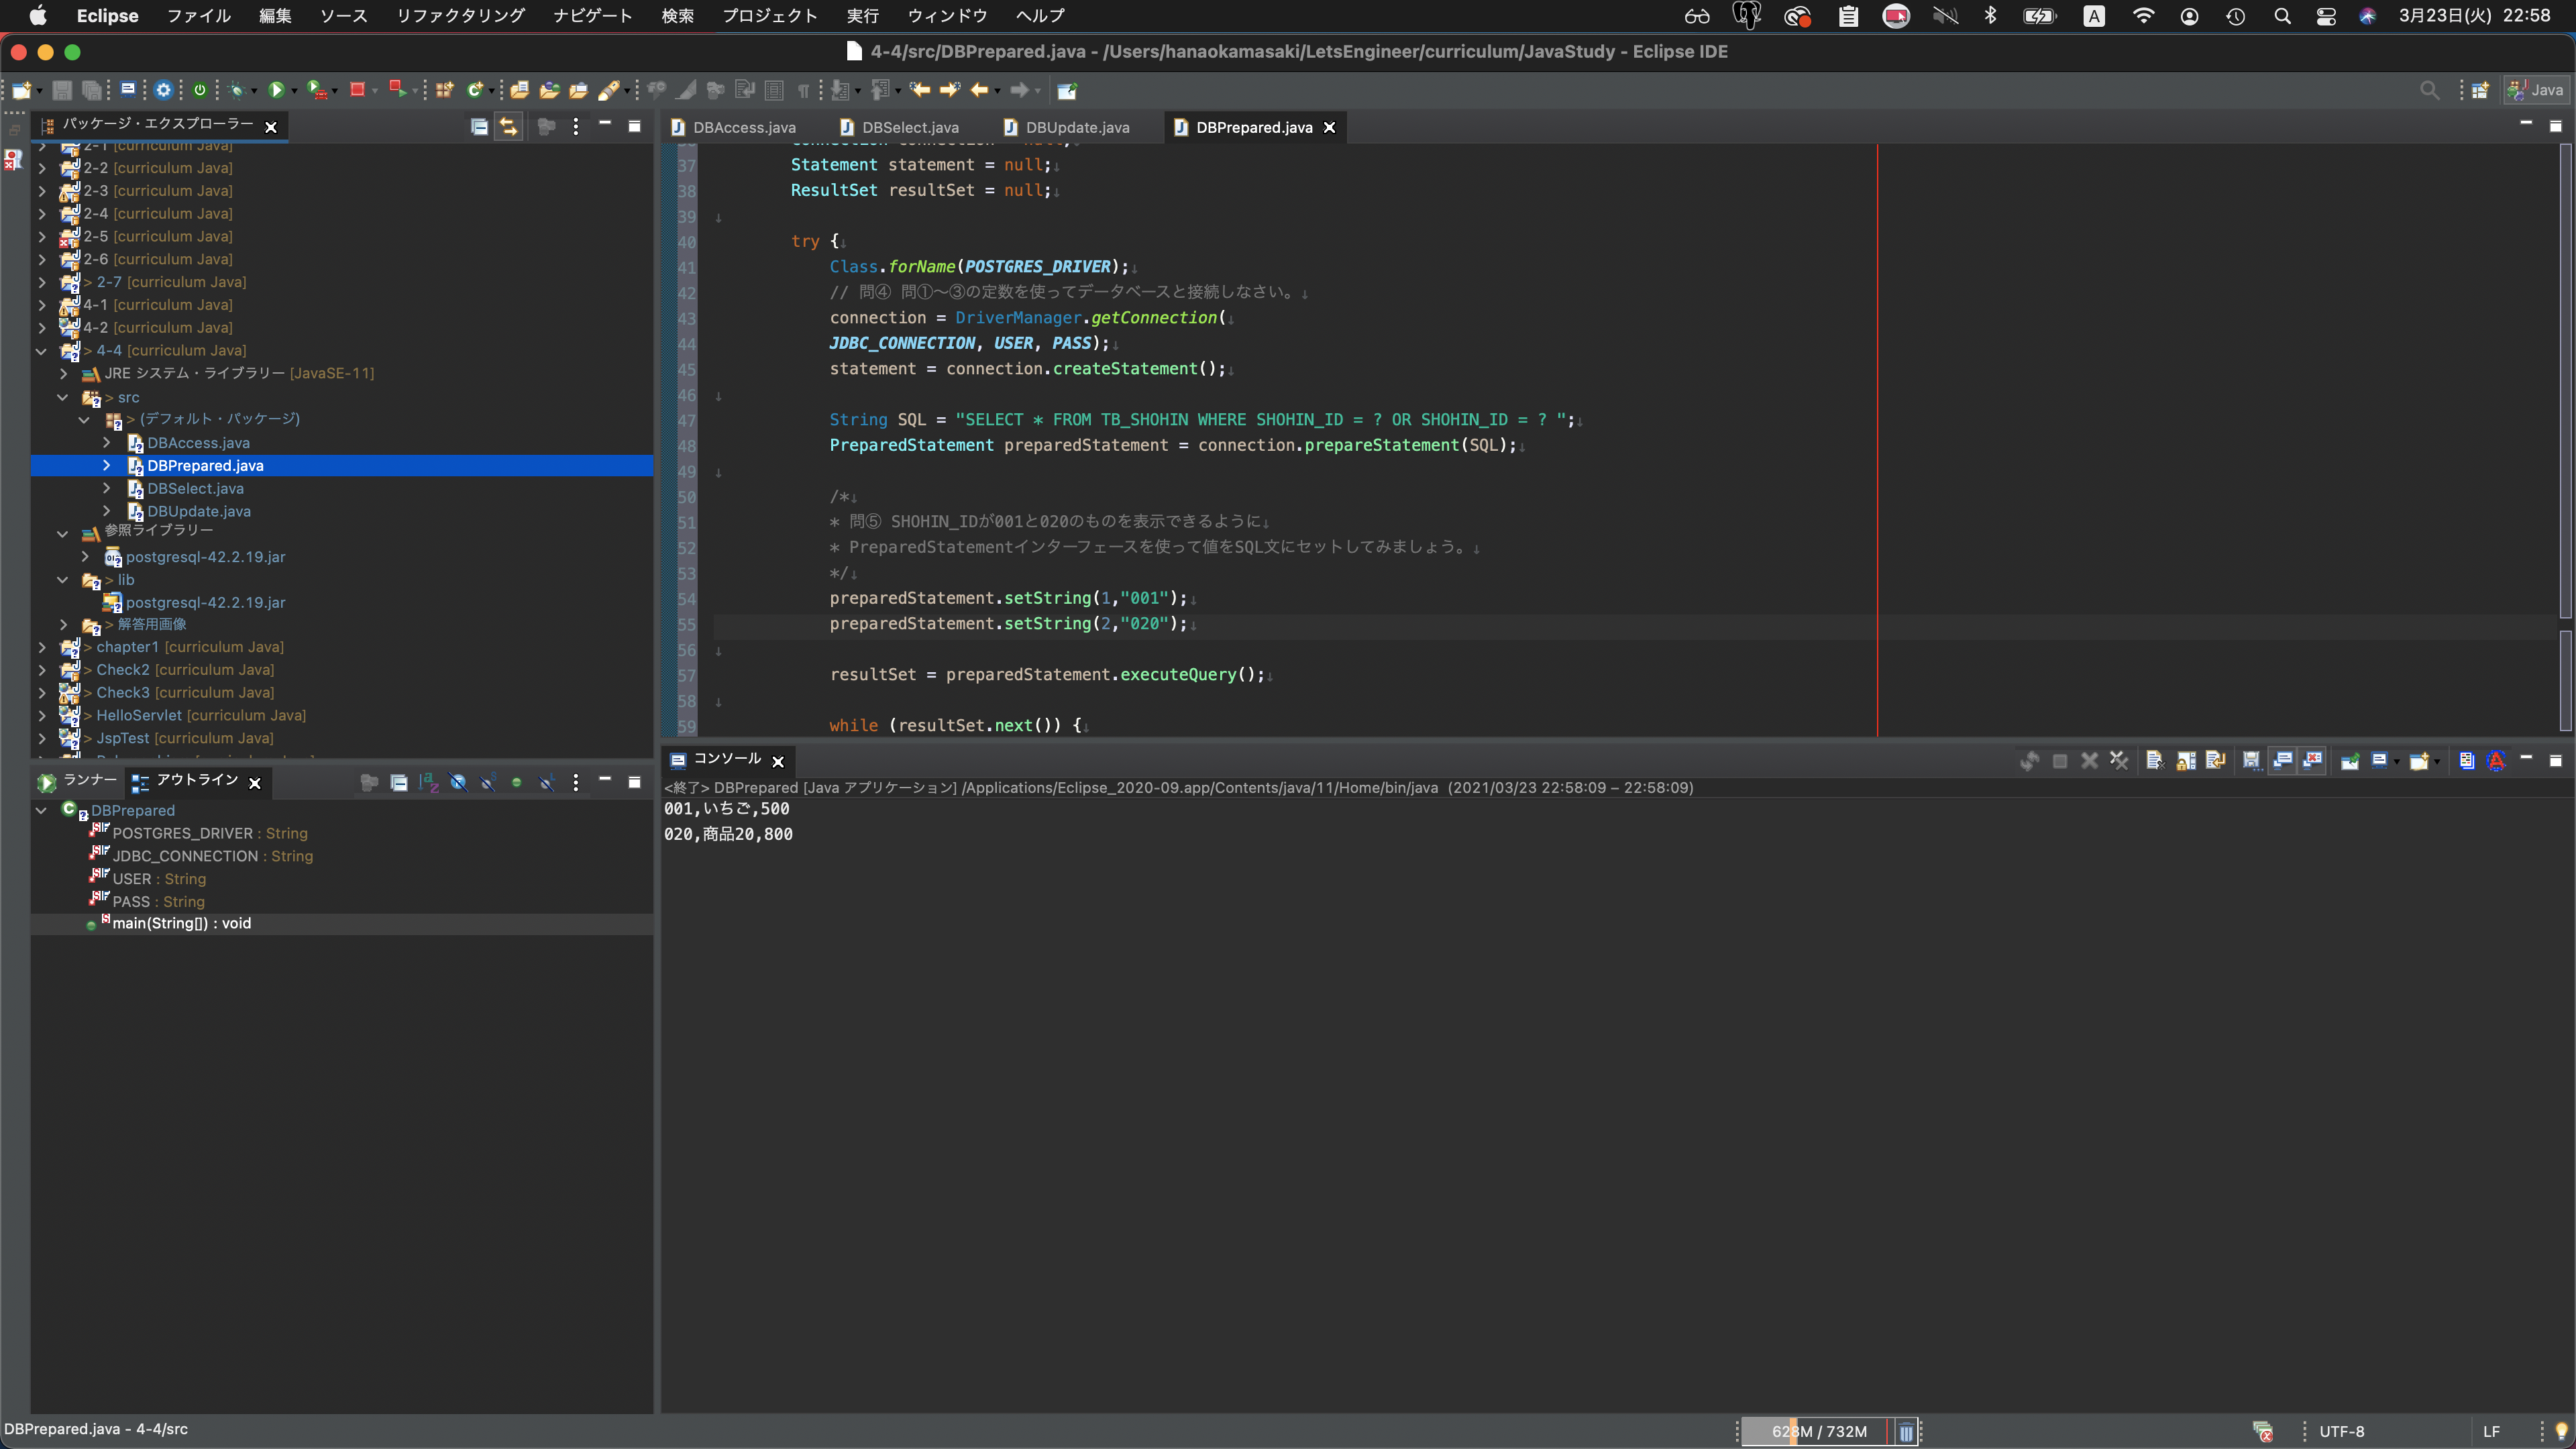 Eclipse ファイル 編集 ソース リファクタリング ナビゲート 検索 プロジェクト 実行 ウィンドウ ヘルプ A 3月23日(火) 22:58
4-4/src/DBPrepared.java - /Users/hanaokamasaki/LetsEngineer/curriculum/JavaStudy - Eclipse IDE
Java
パッケージ・エクスプローラー
2-1 [curriculum Java]
2-2 [curriculum Java]
2-3 [curriculum Java]
2-4 [curriculum Java]
2-5 [curriculum Java]
2-6 [curriculum Java]
> 2-7 [curriculum Java]
4-1 [curriculum Java]
4-2 [curriculum Java]
> 4-4 [curriculum Java]
JRE システム・ライブラリー [JavaSE-11]
> src
> (デフォルト・パッケージ)
DBAccess.java
DBPrepared.java
DBSelect.java
DBUpdate.java
参照ライブラリー
postgresql-42.2.19.jar
> lib
postgresql-42.2.19.jar
> 解答用画像
> chapter1 [curriculum Java]
> Check2 [curriculum Java]
> Check3 [curriculum Java]
> HelloServlet [curriculum Java]
> JspTest [curriculum Java]
DBAccess.java DBSelect.java DBUpdate.java DBPrepared.java
36 Connection connection = null;↓
37 Statement statement = null;↓
38 ResultSet resultSet = null;↓
39 ↓
40 try {↓
41 Class.forName(POSTGRES_DRIVER);↓
42 // 問④ 問①〜③の定数を使ってデータベースと接続しなさい。↓
43 connection = DriverManager.getConnection(↓
44 JDBC_CONNECTION, USER, PASS);↓
45 statement = connection.createStatement();↓
46 ↓
47 String SQL = "SELECT * FROM TB_SHOHIN WHERE SHOHIN_ID = ? OR SHOHIN_ID = ? ";↓
48 PreparedStatement preparedStatement = connection.prepareStatement(SQL);↓
49 ↓
50 /*↓
51 * 問⑤ SHOHIN_IDが001と020のものを表示できるように↓
52 * PreparedStatementインターフェースを使って値をSQL文にセットしてみましょう。↓
53 */↓
54 preparedStatement.setString(1,"001");↓
55 preparedStatement.setString(2,"020");↓
56 ↓
57 resultSet = preparedStatement.executeQuery();↓
58 ↓
59 while (resultSet.next()) {↓
ランナー アウトライン
DBPrepared
POSTGRES_DRIVER : String
JDBC_CONNECTION : String
USER : String
PASS : String
main(String[]) : void
コンソール
<終了> DBPrepared [Java アプリケーション] /Applications/Eclipse_2020-09.app/Contents/java/11/Home/bin/java (2021/03/23 22:58:09 – 22:58:09)
001,いちご,500
020,商品20,800
DBPrepared.java - 4-4/src
628M / 732M
UTF-8
LF